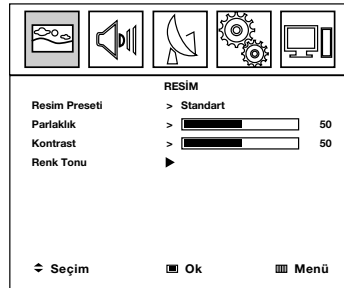 RESİM
Resim Preseti > Standart
Parlaklık > 50
Kontrast > 50
Renk Tonu
Seçim Ok Menü